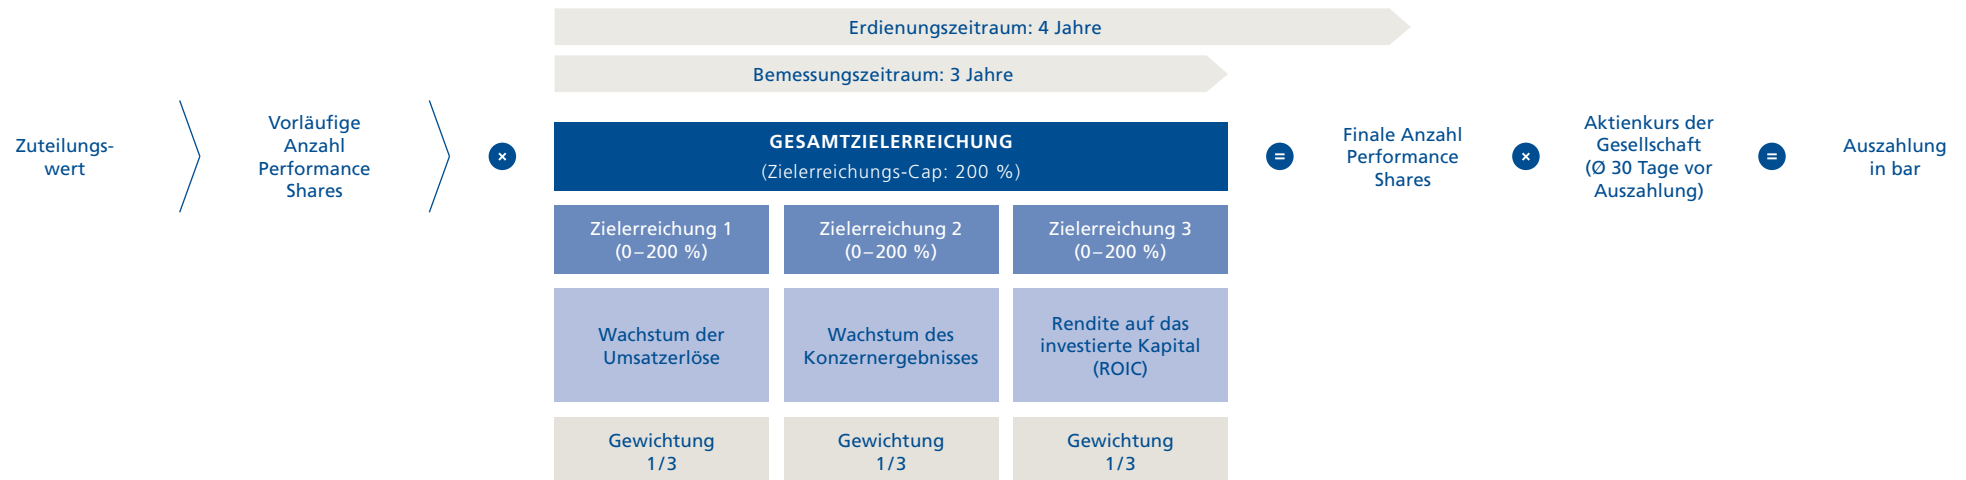 Erdienungszeitraum: 4 Jahre
Bemessungszeitraum: 3 Jahre
Zuteilungs-
wert
Vorläufige
Anzahl
Performance
Shares
×
GESAMTZIELERREICHUNG
(Zielerreichungs-Cap: 200 %)
Zielerreichung 1
(0–200 %)
Zielerreichung 2
(0–200 %)
Zielerreichung 3
(0–200 %)
Wachstum der
Umsatzerlöse
Wachstum des
Konzernergebnisses
Rendite auf das
investierte Kapital
(ROIC)
Gewichtung
1/3
Gewichtung
1/3
Gewichtung
1/3
=
Finale Anzahl
Performance
Shares
×
Aktienkurs der
Gesellschaft
(Ø 30 Tage vor
Auszahlung)
=
Auszahlung
in bar